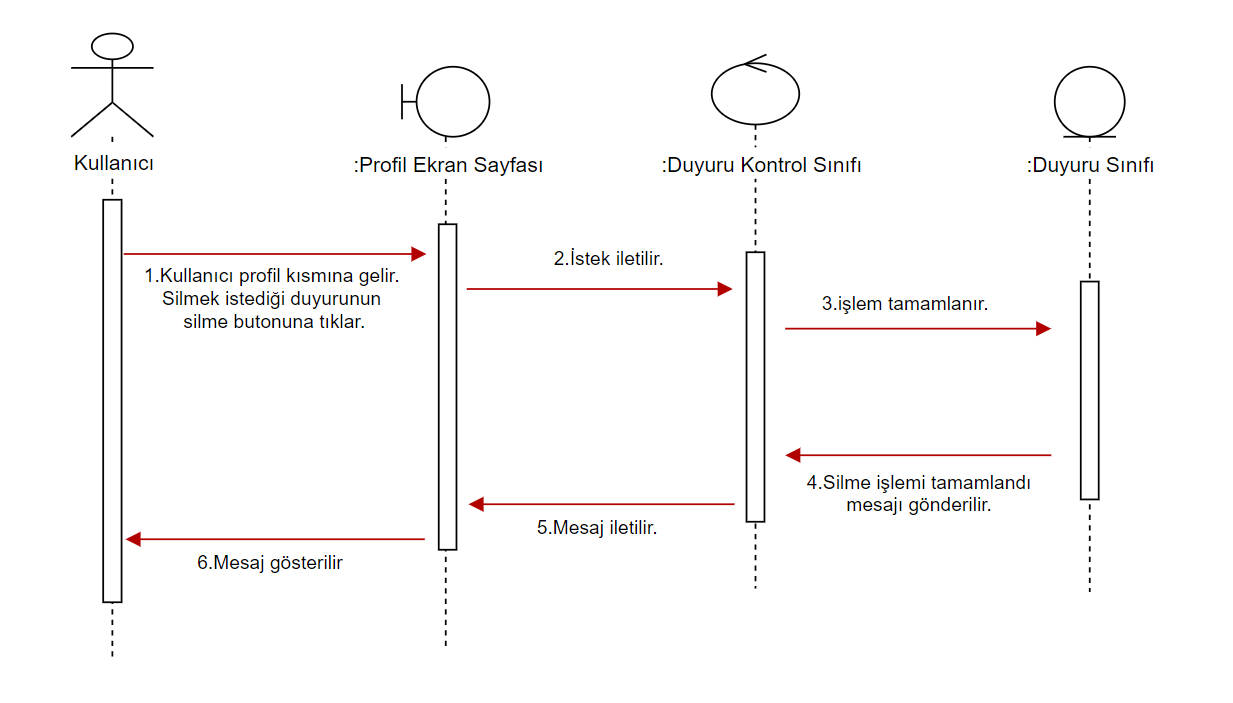 Kullanıcı
:Profil Ekran Sayfası
:Duyuru Kontrol Sınıfı
:Duyuru Sınıfı
1.Kullanıcı profil kısmına gelir.
Silmek istediği duyurunun
silme butonuna tıklar.
2.İstek iletilir.
3.işlem tamamlanır.
4.Silme işlemi tamamlandı
mesajı gönderilir.
5.Mesaj iletilir.
6.Mesaj gösterilir